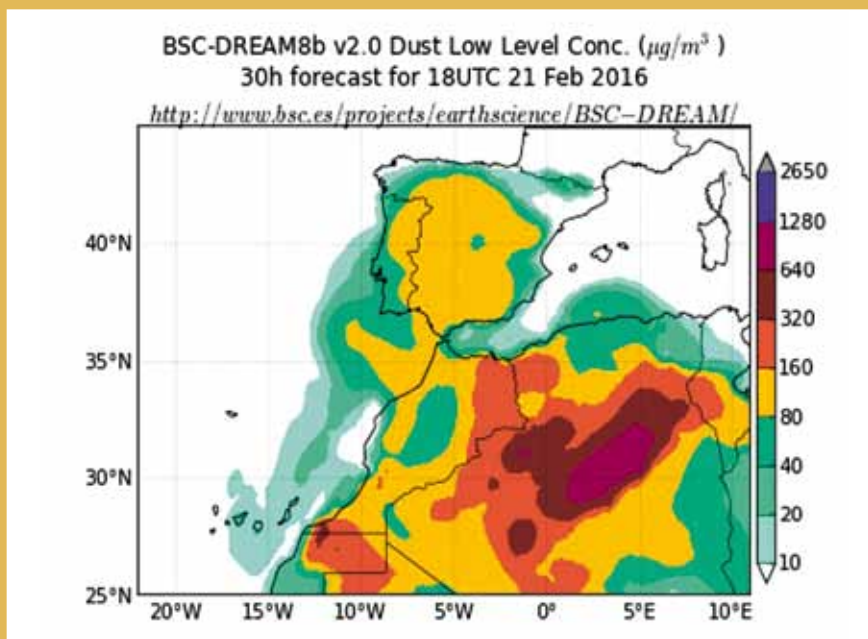 BSC-DREAM8b v2.0 Dust Low Level Conc. (μg/m³ )
30h forecast for 18UTC 21 Feb 2016
http://www.bsc.es/projects/earthscience/BSC−DREAM/
2650
1280
40°N
640
320
35°N
160
80
30°N
40
20
10
25°N
20°W 15°W 10°W 5°W 0° 5°E 10°E